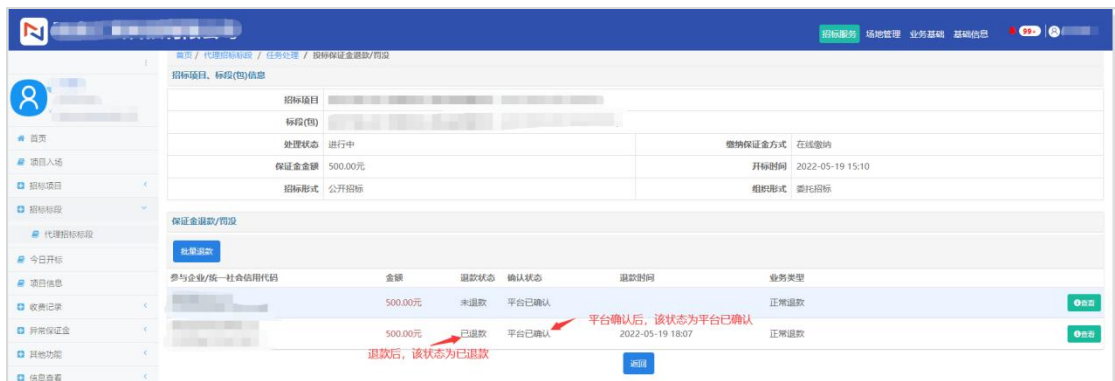 招标服务 场地管理 业务基础 基础信息 99+
首页 / 代理招标标段 / 任务处理 / 投标保证金退款/罚没
招标项目、标段(包)信息
招标项目
标段(包)
处理状态 进行中 缴纳保证金方式 在线缴纳
保证金金额 500.00元 开标时间 2022-05-19 15:10
招标形式 公开招标 组织形式 委托招标
首页
项目入场
招标项目
招标标段
代理招标标段
今日开标
项目信息
收费记录
异常保证金
其他功能
信息查看
保证金退款/罚没
批量退款
参与企业/统一社会信用代码 金额 退款状态 确认状态 退款时间 业务类型
500.00元 未退款 平台已确认 正常退款 查看
平台确认后，该状态为平台已确认
500.00元 已退款 平台已确认 2022-05-19 18:07 正常退款 查看
退款后，该状态为已退款
返回